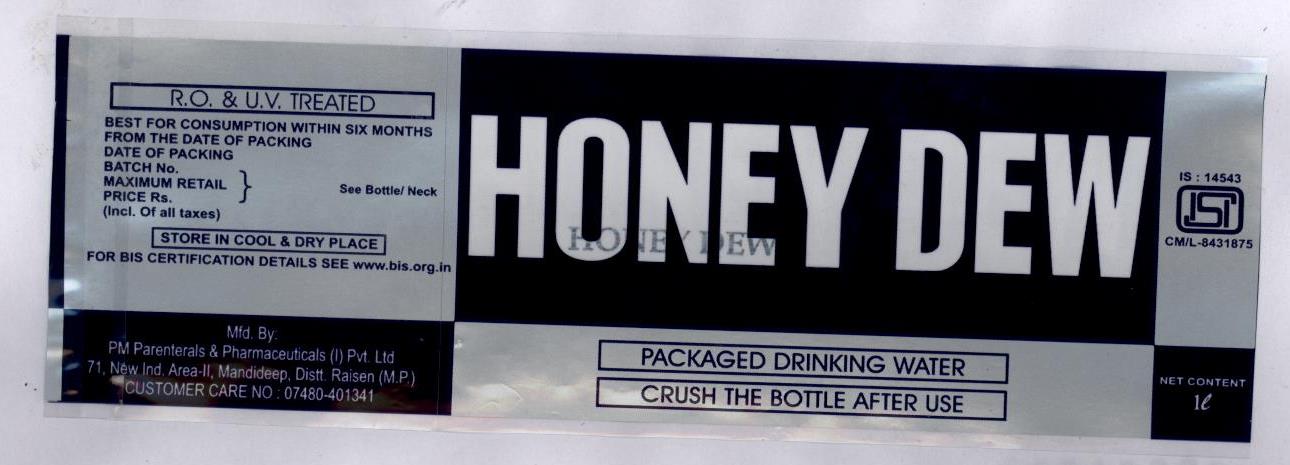 R.O. & U.V. TREATED
BEST FOR CONSUMPTION WITHIN SIX MONTHS
FROM THE DATE OF PACKING
DATE OF PACKING
BATCH No.
MAXIMUM RETAIL
PRICE Rs.
(Incl. Of all taxes)
} See Bottle/ Neck
STORE IN COOL & DRY PLACE
FOR BIS CERTIFICATION DETAILS SEE www.bis.org.in
Mfd. By:
PM Parenterals & Pharmaceuticals (I) Pvt. Ltd
71, New Ind. Area-II, Mandideep, Distt. Raisen (M.P.)
CUSTOMER CARE NO : 07480-401341
HONEY DEW
HONEY DEW
PACKAGED DRINKING WATER
CRUSH THE BOTTLE AFTER USE
IS : 14543
ISI
CM/L-8431875
NET CONTENT
1ℓ